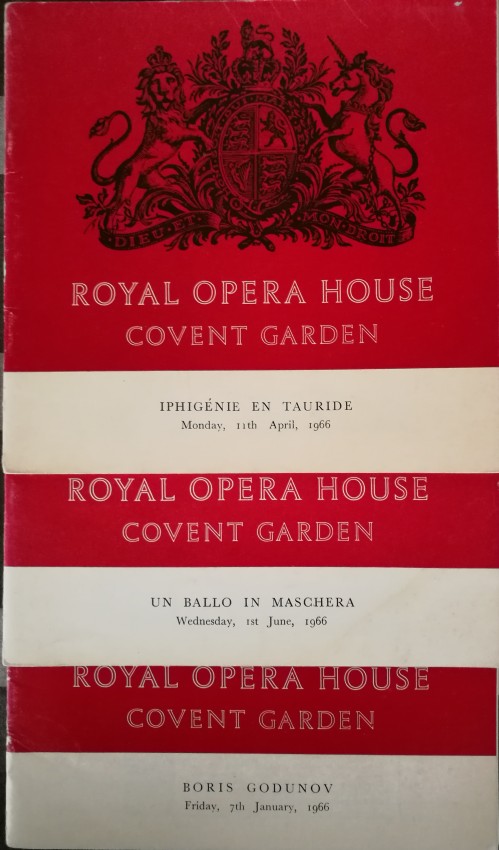 DIEU·ET·MON·DROIT
ROYAL OPERA HOUSE
COVENT GARDEN
IPHIGÉNIE EN TAURIDE
Monday, 11th April, 1966
ROYAL OPERA HOUSE
COVENT GARDEN
UN BALLO IN MASCHERA
Wednesday, 1st June, 1966
ROYAL OPERA HOUSE
COVENT GARDEN
BORIS GODUNOV
Friday, 7th January, 1966